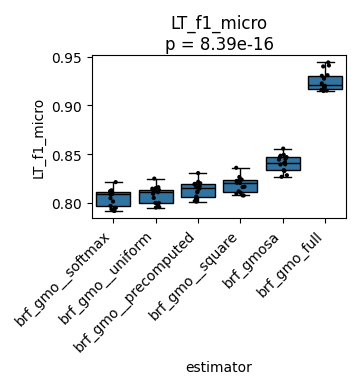 LT_f1_micro
p = 8.39e-16
0.95
0.90
0.85
0.80
LT_f1_micro
brf_gmo__softmax
brf_gmo__uniform
brf_gmo__precomputed
brf_gmo__square
brf_gmosa
brf_gmo_full
estimator